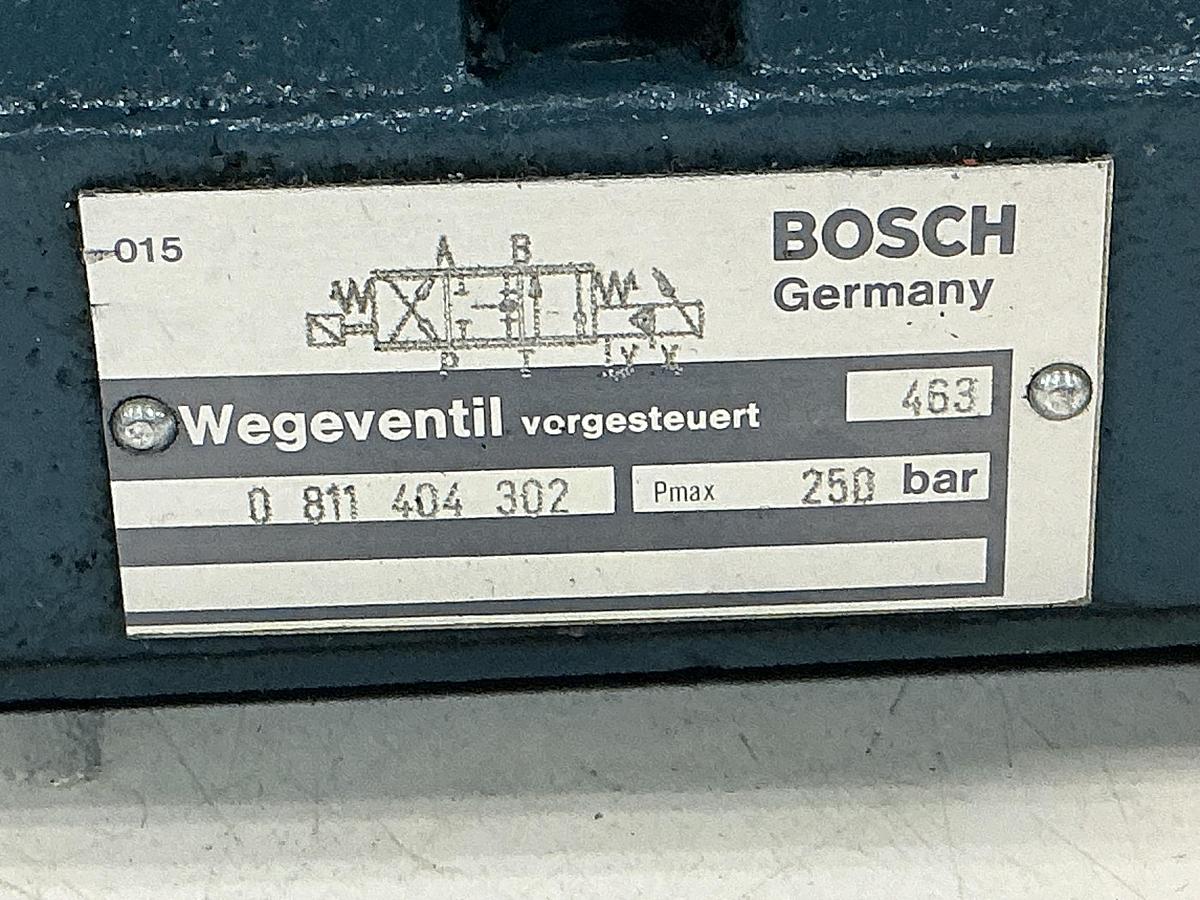 015
BOSCH
Germany
A B
P T Y X
Wegeventil vorgesteuert
463
0 811 404 302
Pmax 250 bar